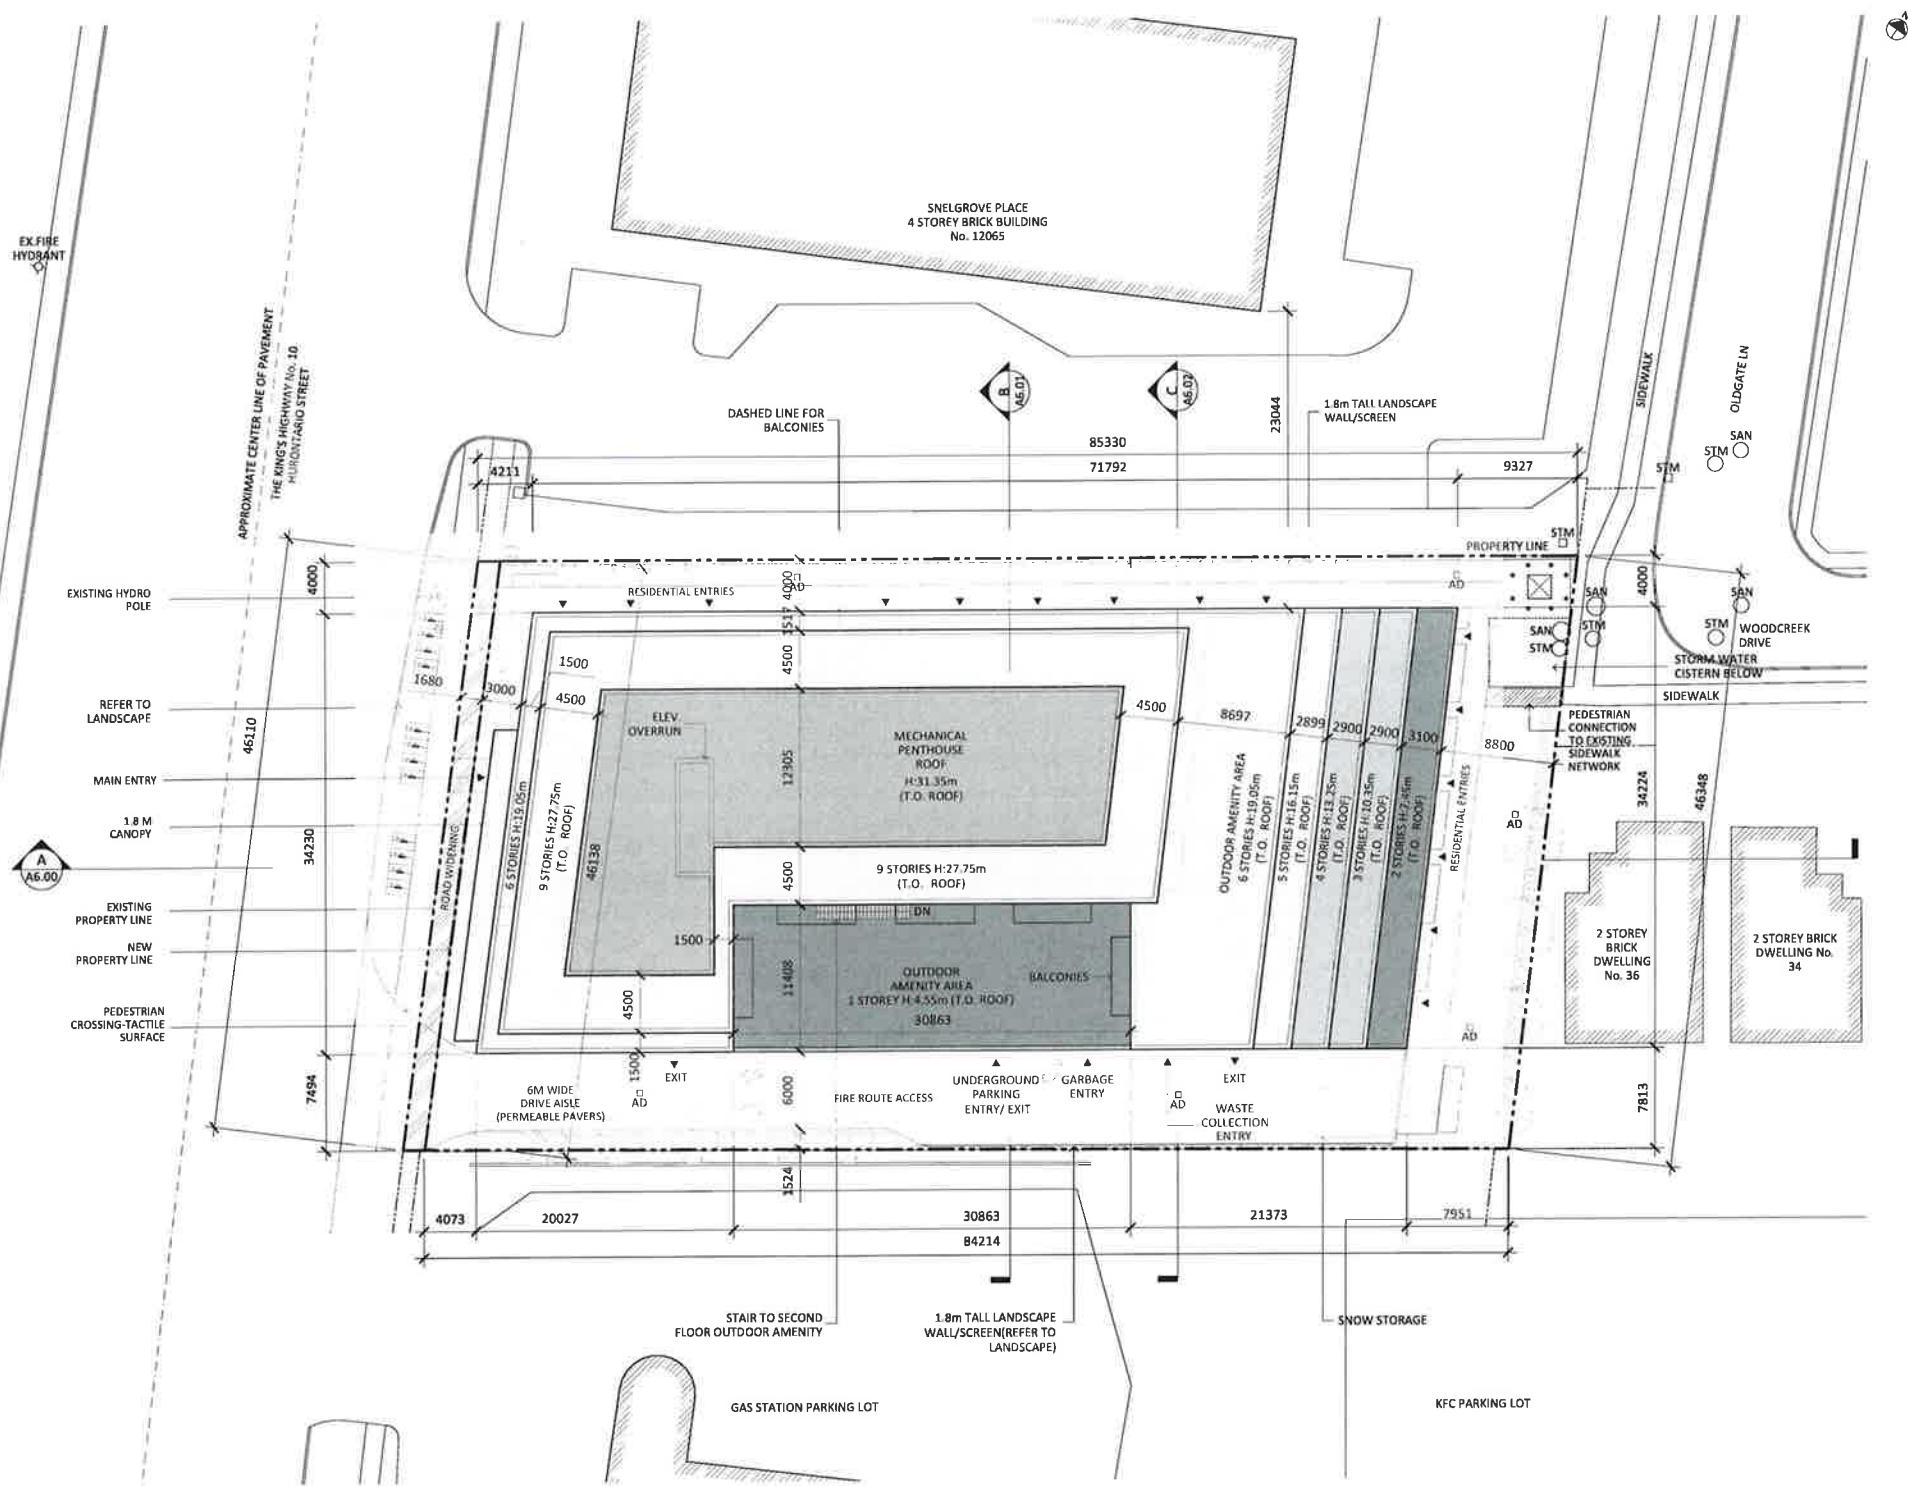 N
SNELGROVE PLACE
4 STOREY BRICK BUILDING
No. 12065
EX.FIRE
HYDRANT
APPROXIMATE CENTER LINE OF PAVEMENT
THE KING'S HIGHWAY No. 10
HURONTARIO STREET
SIDEWALK
OLDGATE LN
B
A6.01
C
A6.02
23044
1.8m TALL LANDSCAPE
WALL/SCREEN
DASHED LINE FOR
BALCONIES
85330
4211
71792
9327
STM
SAN
STM
STM
PROPERTY LINE
EXISTING HYDRO
POLE
4000
RESIDENTIAL ENTRIES
4000
AD
AD
4000
SAN
SAN
STM
STM
SAN
STM
WOODCREEK
DRIVE
STORM WATER
CISTERN BELOW
SIDEWALK
1517
4500
1500
4500
1680
3000
REFER TO
LANDSCAPE
46110
ELEV.
OVERRUN
MECHANICAL
PENTHOUSE
ROOF
H:31.35m
(T.O. ROOF)
12305
4500
8697
2899
2900
2900
3100
8800
PEDESTRIAN
CONNECTION
TO EXISTING
SIDEWALK
NETWORK
34224
46348
MAIN ENTRY
1.8 M
CANOPY
A
A6.00
34230
ROAD WIDENING
6 STORIES H:19.05m
9 STORIES H:27.75m
(T.O. ROOF)
46138
4500
9 STORIES H:27.75m
(T.O. ROOF)
OUTDOOR AMENITY AREA
6 STORIES H:19.05m
(T.O. ROOF)
5 STORIES H:16.15m
(T.O. ROOF)
4 STORIES H:13.25m
(T.O. ROOF)
3 STORIES H:10.35m
(T.O. ROOF)
2 STORIES H:7.45m
(T.O. ROOF)
RESIDENTIAL ENTRIES
AD
EXISTING
PROPERTY LINE
NEW
PROPERTY LINE
DN
1500
11408
OUTDOOR
AMENITY AREA
1 STOREY H:4.55m (T.O. ROOF)
30863
BALCONIES
4500
2 STOREY
BRICK
DWELLING
No. 36
2 STOREY BRICK
DWELLING No.
34
PEDESTRIAN
CROSSING-TACTILE
SURFACE
AD
7494
1500
EXIT
6M WIDE
DRIVE AISLE
(PERMEABLE PAVERS)
AD
6000
FIRE ROUTE ACCESS
UNDERGROUND
PARKING
ENTRY/ EXIT
GARBAGE
ENTRY
EXIT
AD
WASTE
COLLECTION
ENTRY
7813
1524
4073
20027
30863
21373
7951
84214
STAIR TO SECOND
FLOOR OUTDOOR AMENITY
1.8m TALL LANDSCAPE
WALL/SCREEN(REFER TO
LANDSCAPE)
SNOW STORAGE
GAS STATION PARKING LOT
KFC PARKING LOT